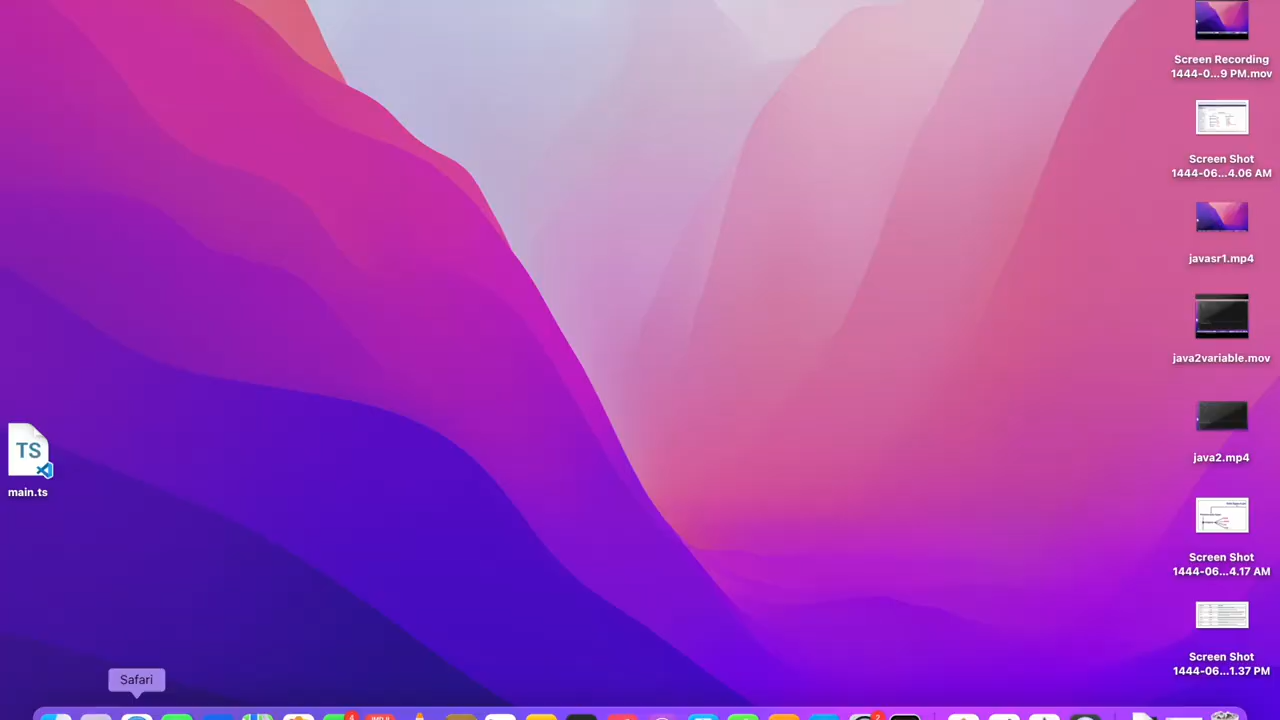 Screen Recording
1444-0...9 PM.mov
Screen Shot
1444-06...4.06 AM
javasr1.mp4
java2variable.mov
java2.mp4
TS
main.ts
Screen Shot
1444-06...4.17 AM
Screen Shot
1444-06...1.37 PM
Safari
4
2